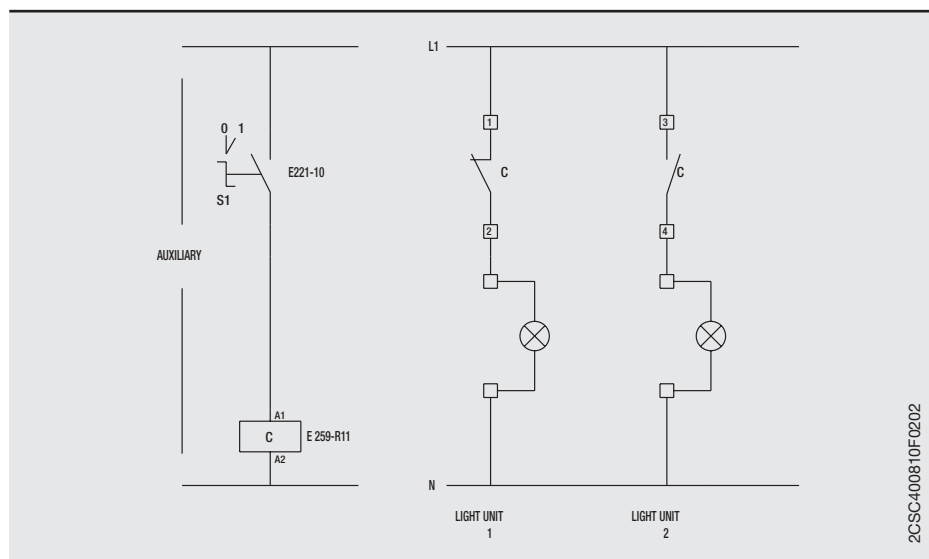 L1
1
3
0 1
E221-10
C
C
S1
2
4
AUXILIARY
A1
C
E 259-R11
A2
N
LIGHT UNIT
1
LIGHT UNIT
2
2CSC400810F0202